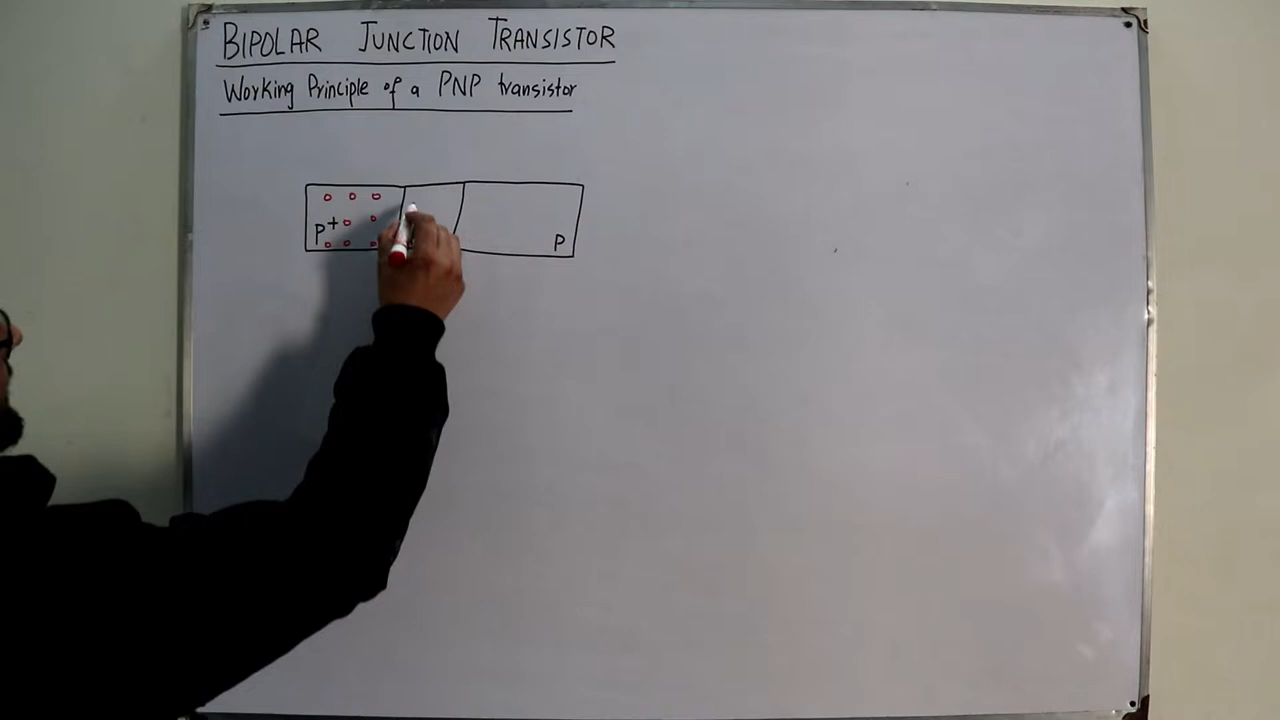 BIPOLAR JUNCTION TRANSISTOR
Working Principle of a PNP transistor
P+ P